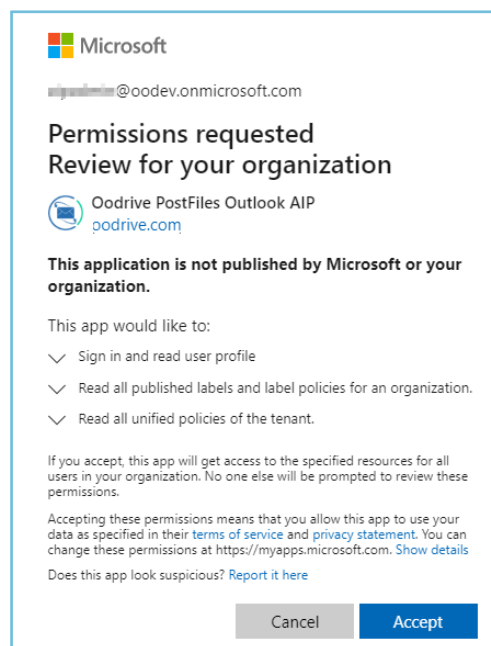 Microsoft
@oodev.onmicrosoft.com
Permissions requested
Review for your organization
Oodrive PostFiles Outlook AIP
oodrive.com
This application is not published by Microsoft or your
organization.
This app would like to:
Sign in and read user profile
Read all published labels and label policies for an organization.
Read all unified policies of the tenant.
If you accept, this app will get access to the specified resources for all
users in your organization. No one else will be prompted to review these
permissions.
Accepting these permissions means that you allow this app to use your
data as specified in their terms of service and privacy statement. You can
change these permissions at https://myapps.microsoft.com. Show details
Does this app look suspicious? Report it here
Cancel
Accept